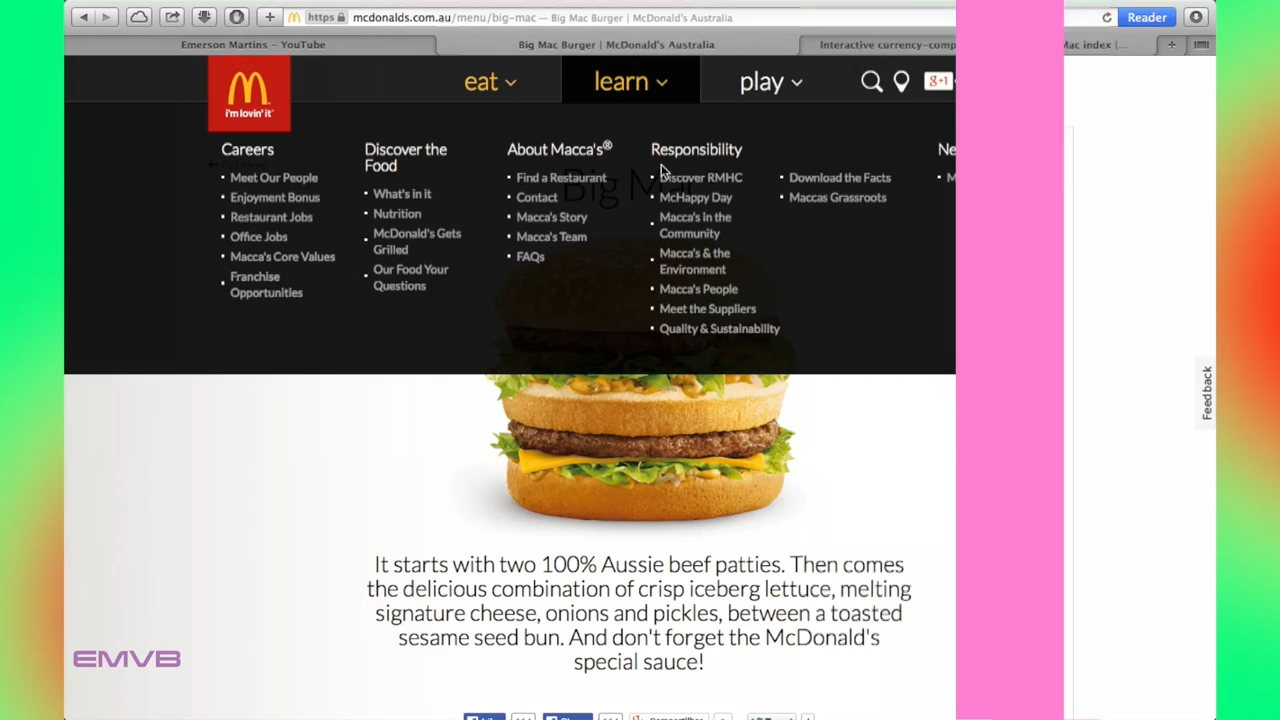 https mcdonalds.com.au/menu/big-mac — Big Mac Burger | McDonald's Australia
Reader
Emerson Martins – YouTube
Big Mac Burger | McDonald's Australia
Interactive currency-comp
Mac index |...
i'm lovin' it
eat
learn
play
g+1
Careers
Meet Our People
Enjoyment Bonus
Restaurant Jobs
Office Jobs
Macca's Core Values
Franchise
Opportunities
Discover the
Food
What's in it
Nutrition
McDonald's Gets
Grilled
Our Food Your
Questions
About Macca's®
Find a Restaurant
Contact
Macca's Story
Macca's Team
FAQs
Responsibility
Discover RMHC
McHappy Day
Macca's in the
Community
Macca's & the
Environment
Macca's People
Meet the Suppliers
Quality & Sustainability
Download the Facts
Maccas Grassroots
Ne
M
Big Mac
Feedback
It starts with two 100% Aussie beef patties. Then comes
the delicious combination of crisp iceberg lettuce, melting
signature cheese, onions and pickles, between a toasted
sesame seed bun. And don't forget the McDonald's
special sauce!
EMVB